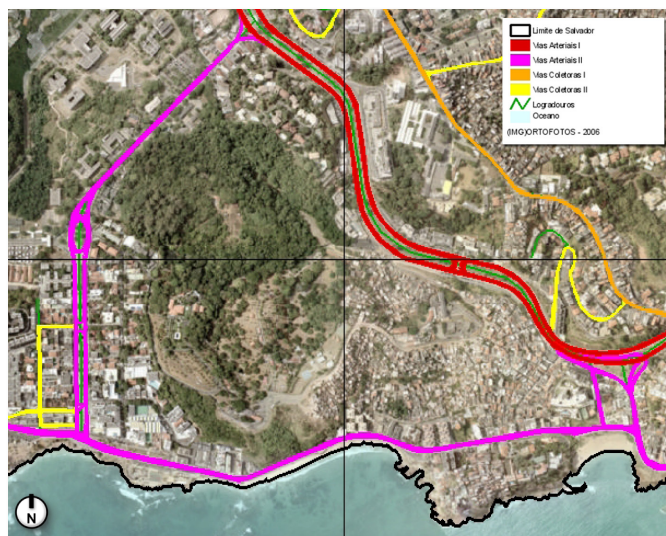 Limite de Salvador
Vias Arteriais I
Vias Arteriais II
Vias Coletoras I
Vias Coletoras II
Logradouros
Oceano
(IMG)ORTOFOTOS - 2006
N